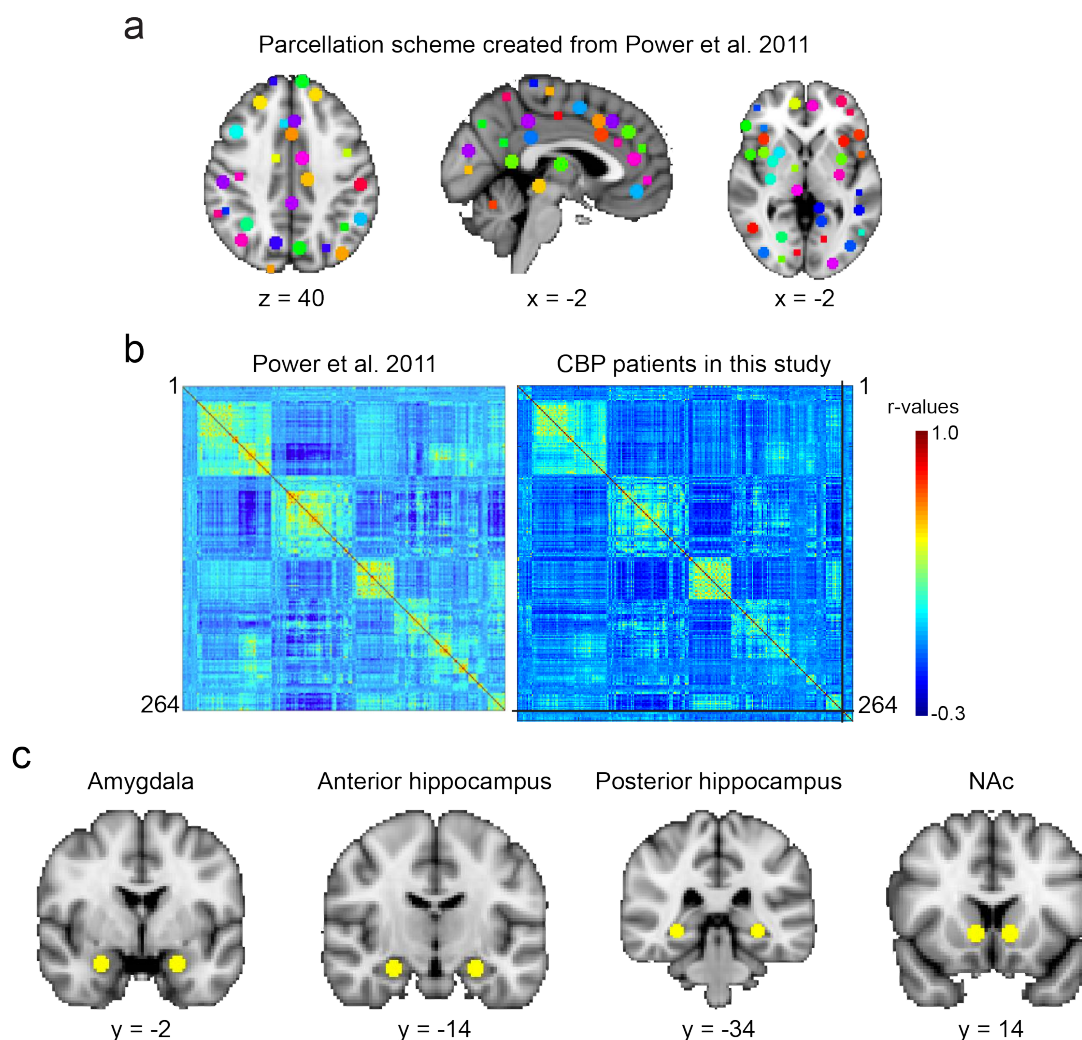 a
Parcellation scheme created from Power et al. 2011
z = 40
x = -2
x = -2
b
Power et al. 2011
CBP patients in this study
1
1
r-values
1.0
264
264
-0.3
c
Amygdala
Anterior hippocampus
Posterior hippocampus
NAc
y = -2
y = -14
y = -34
y = 14